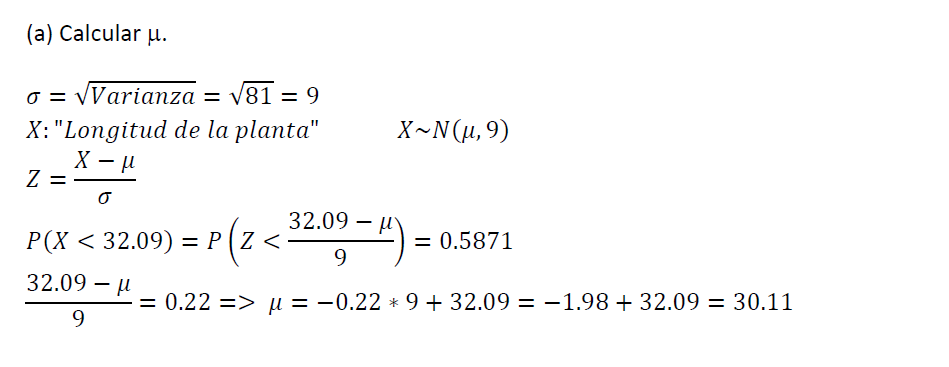 (a) Calcular μ.
σ = √Varianza = √81 = 9
X: "Longitud de la planta" X~N(μ, 9)
Z = (X − μ)/σ
P(X < 32.09) = P(Z < (32.09 − μ)/9) = 0.5871
(32.09 − μ)/9 = 0.22 => μ = −0.22 * 9 + 32.09 = −1.98 + 32.09 = 30.11